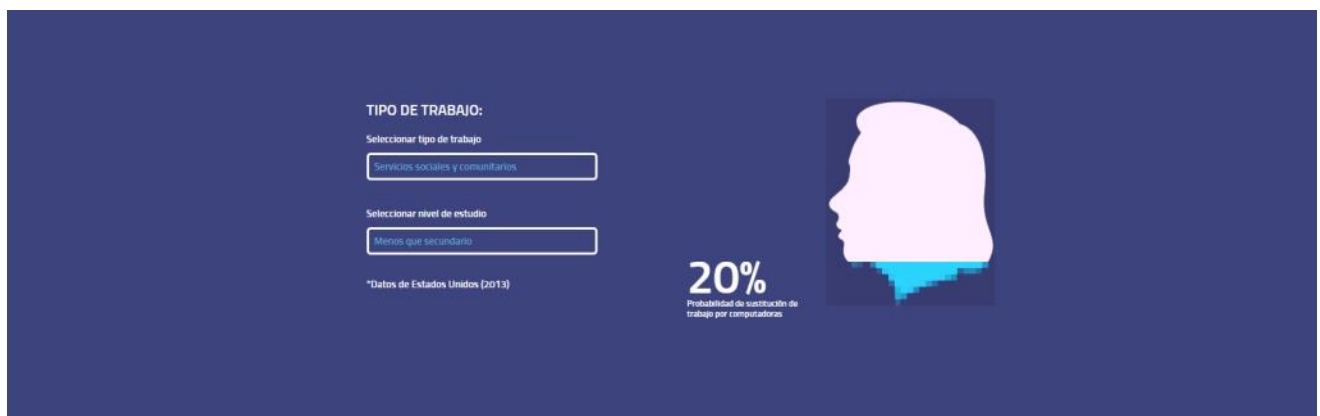 TIPO DE TRABAJO:
Seleccionar tipo de trabajo
Servicios sociales y comunitarios
Seleccionar nivel de estudio
Menos que secundario
*Datos de Estados Unidos (2013)
20%
Probabilidad de sustitución de
trabajo por computadoras